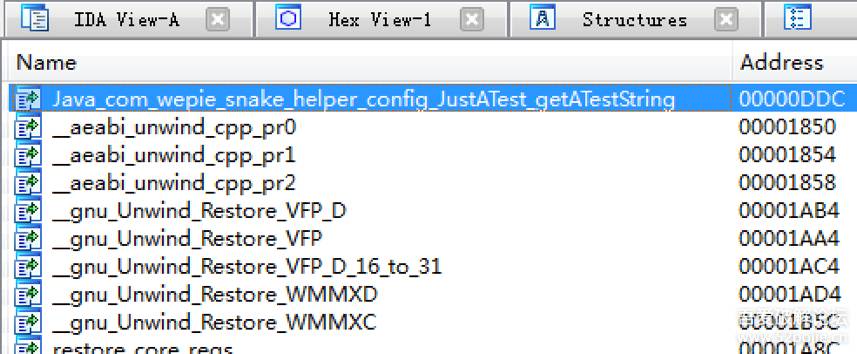 IDA View-A Hex View-1 Structures
Name Address
Java_com_wepie_snake_helper_config_JustATest_getATestString 00000DDC
__aeabi_unwind_cpp_pr0 00001850
__aeabi_unwind_cpp_pr1 00001854
__aeabi_unwind_cpp_pr2 00001858
__gnu_Unwind_Restore_VFP_D 00001AB4
__gnu_Unwind_Restore_VFP 00001AA4
__gnu_Unwind_Restore_VFP_D_16_to_31 00001AC4
__gnu_Unwind_Restore_WMMXD 00001AD4
__gnu_Unwind_Restore_WMMXC 00001B5C
restore_core_regs 00001A8C